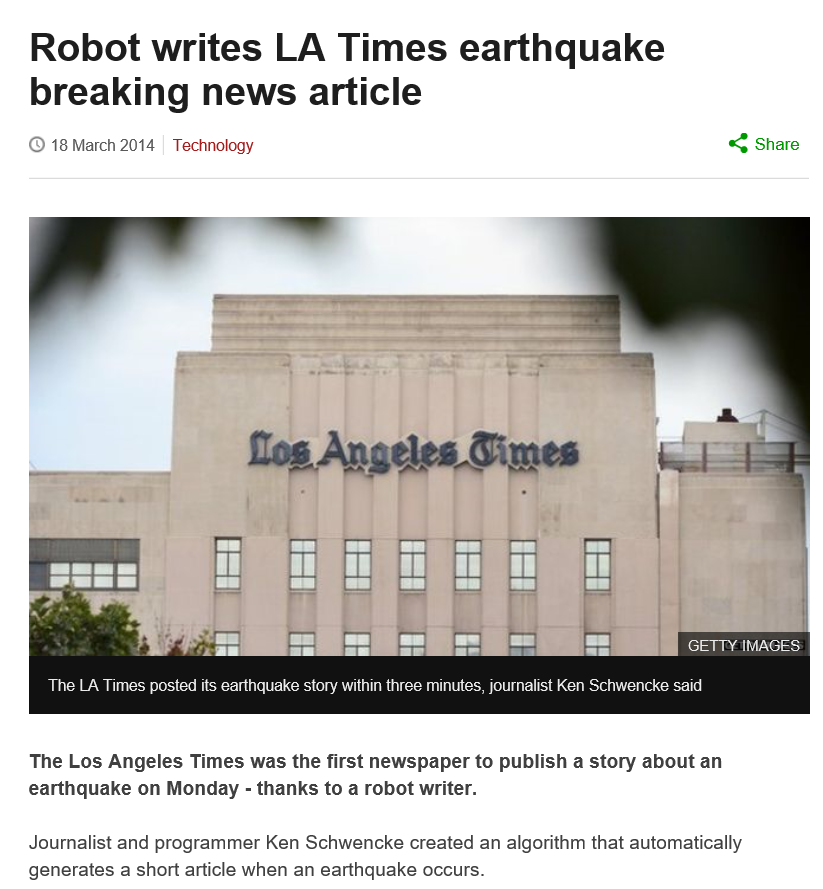 Robot writes LA Times earthquake
breaking news article
18 March 2014
Technology
Share
Los Angeles Times
GETTY IMAGES
The LA Times posted its earthquake story within three minutes, journalist Ken Schwencke said
The Los Angeles Times was the first newspaper to publish a story about an
earthquake on Monday - thanks to a robot writer.
Journalist and programmer Ken Schwencke created an algorithm that automatically
generates a short article when an earthquake occurs.